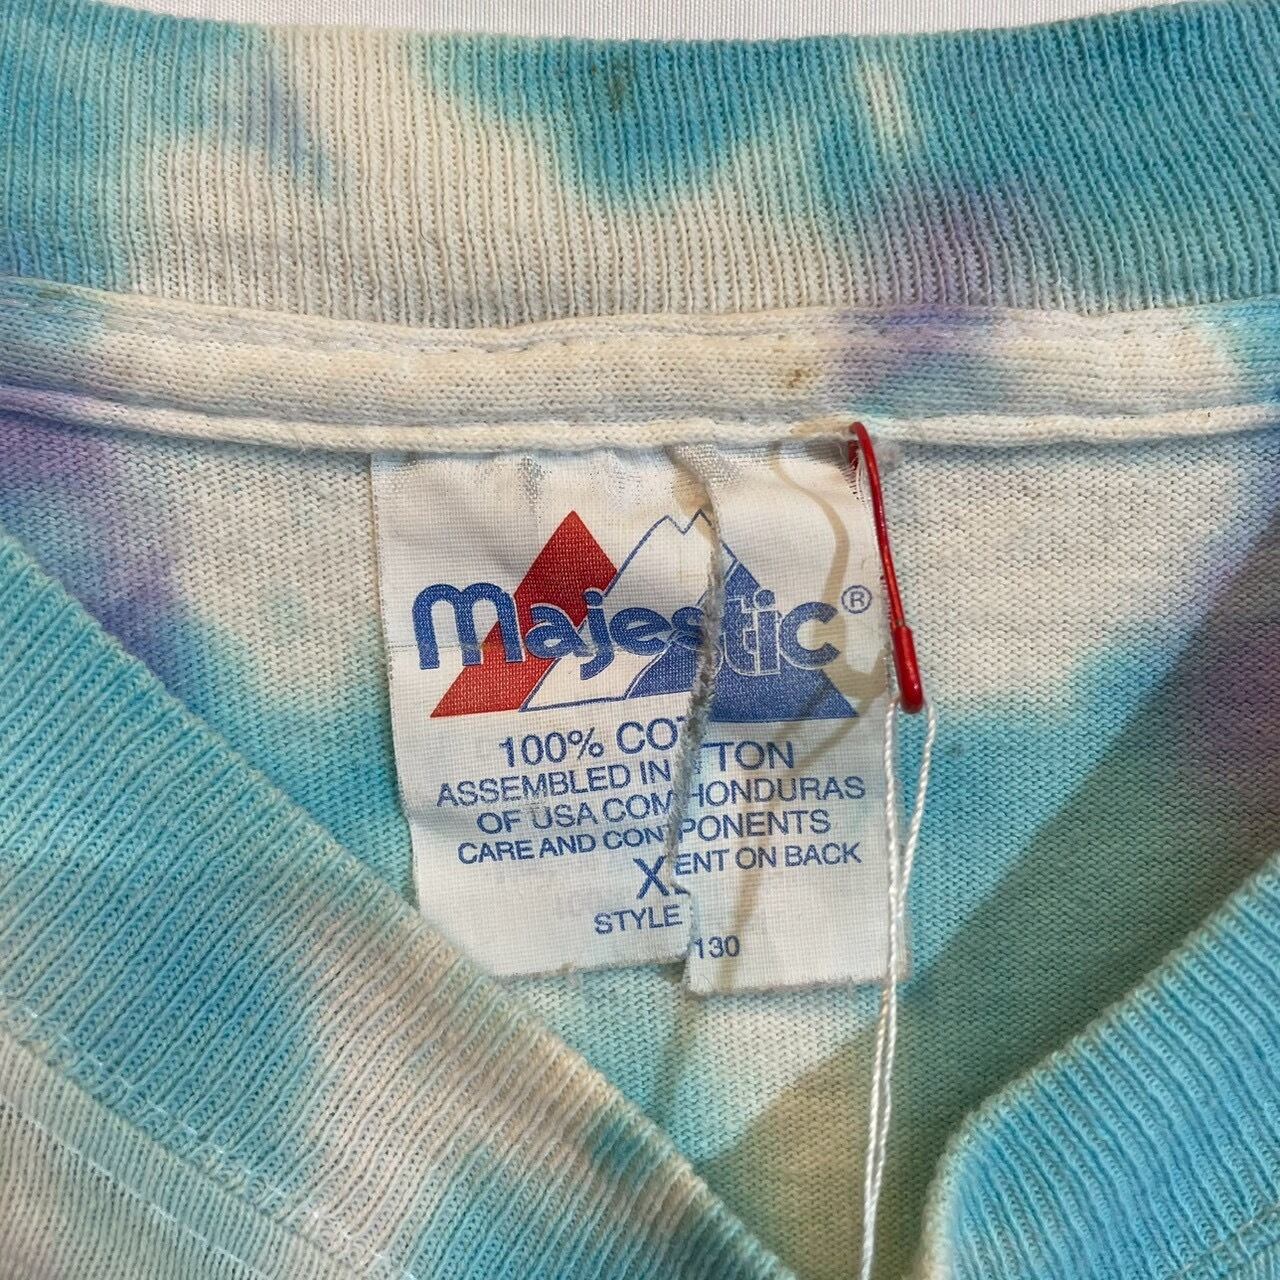 Majestic®
100% COTTON
ASSEMBLED IN HONDURAS
OF USA COMPONENTS
CARE AND CONTENT ON BACK
X
STYLE 130